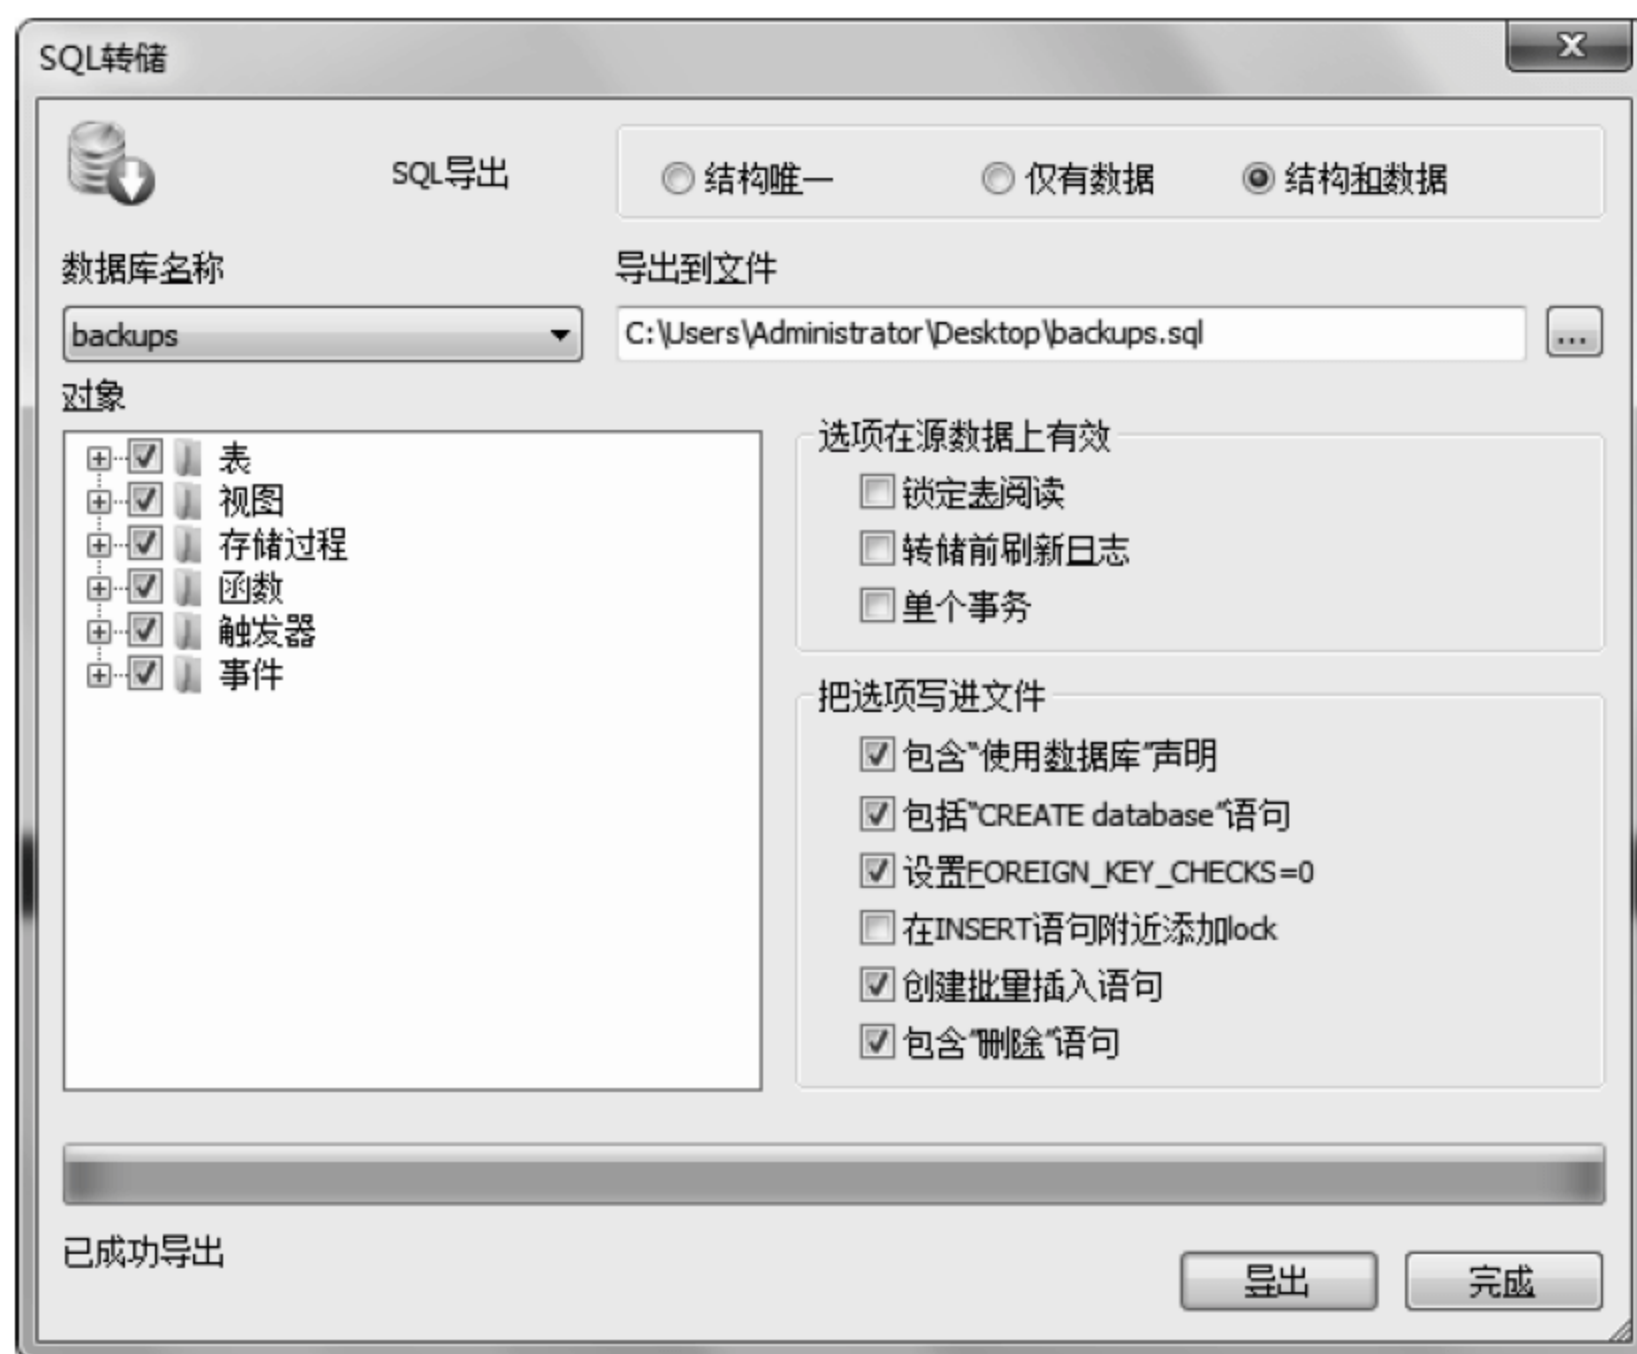 SQL转储
SQL导出
结构唯一
仅有数据
结构和数据
数据库名称
导出到文件
backups
C:\Users\Administrator\Desktop\backups.sql
...
对象
表
视图
存储过程
函数
触发器
事件
选项在源数据上有效
锁定表阅读
转储前刷新日志
单个事务
把选项写进文件
包含"使用数据库"声明
包括"CREATE database"语句
设置FOREIGN_KEY_CHECKS=0
在INSERT语句附近添加lock
创建批量插入语句
包含"删除"语句
已成功导出
导出
完成